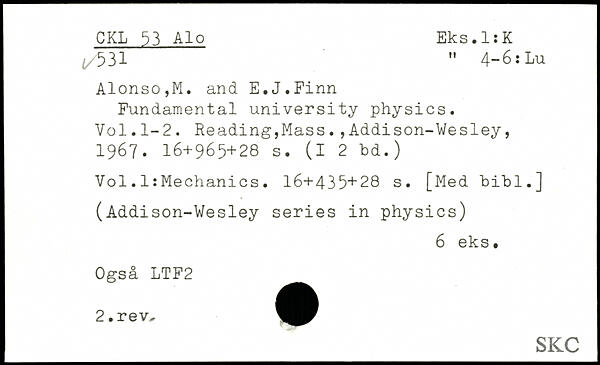 CKL 53 Alo Eks.1:K
✓531 " 4-6:Lu
Alonso,M. and E.J.Finn
Fundamental university physics.
Vol.1-2. Reading,Mass.,Addison-Wesley,
1967. 16+965+28 s. (I 2 bd.)
Vol.1:Mechanics. 16+435+28 s. [Med bibl.]
(Addison-Wesley series in physics)
6 eks.
Også LTF2
2.rev.
SKC